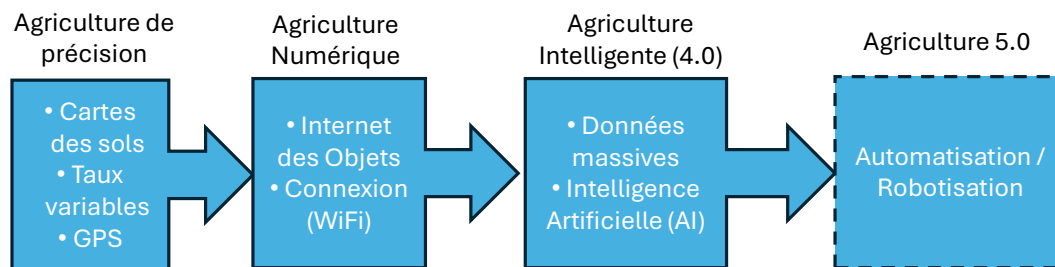 Agriculture de
précision
• Cartes
des sols
• Taux
variables
• GPS
Agriculture
Numérique
• Internet
des Objets
• Connexion
(WiFi)
Agriculture
Intelligente (4.0)
• Données
massives
• Intelligence
Artificielle (AI)
Agriculture 5.0
Automatisation /
Robotisation